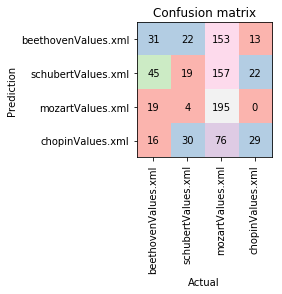 Confusion matrix
Prediction
beethovenValues.xml 31 22 153 13
schubertValues.xml 45 19 157 22
mozartValues.xml 19 4 195 0
chopinValues.xml 16 30 76 29
beethovenValues.xml
schubertValues.xml
mozartValues.xml
chopinValues.xml
Actual